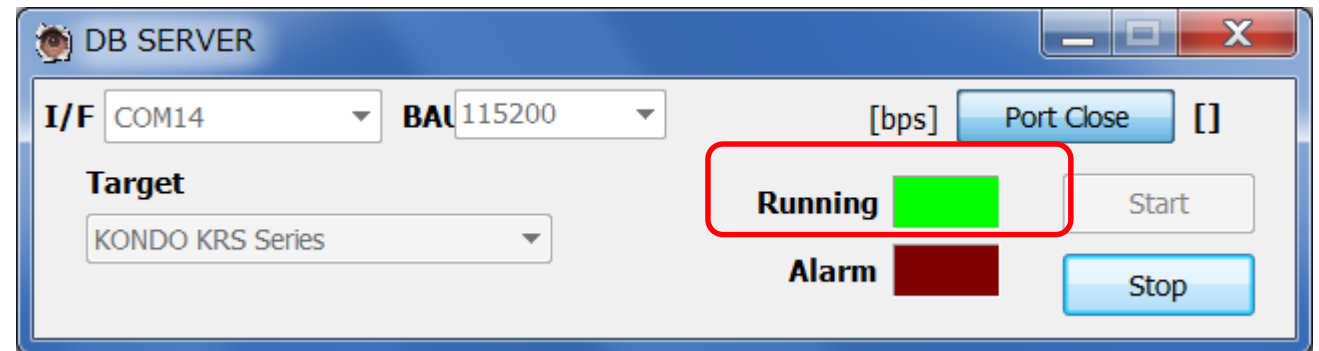 DB SERVER
I/F COM14 BAU 115200 [bps] Port Close []
Target
Running Start
KONDO KRS Series
Alarm Stop